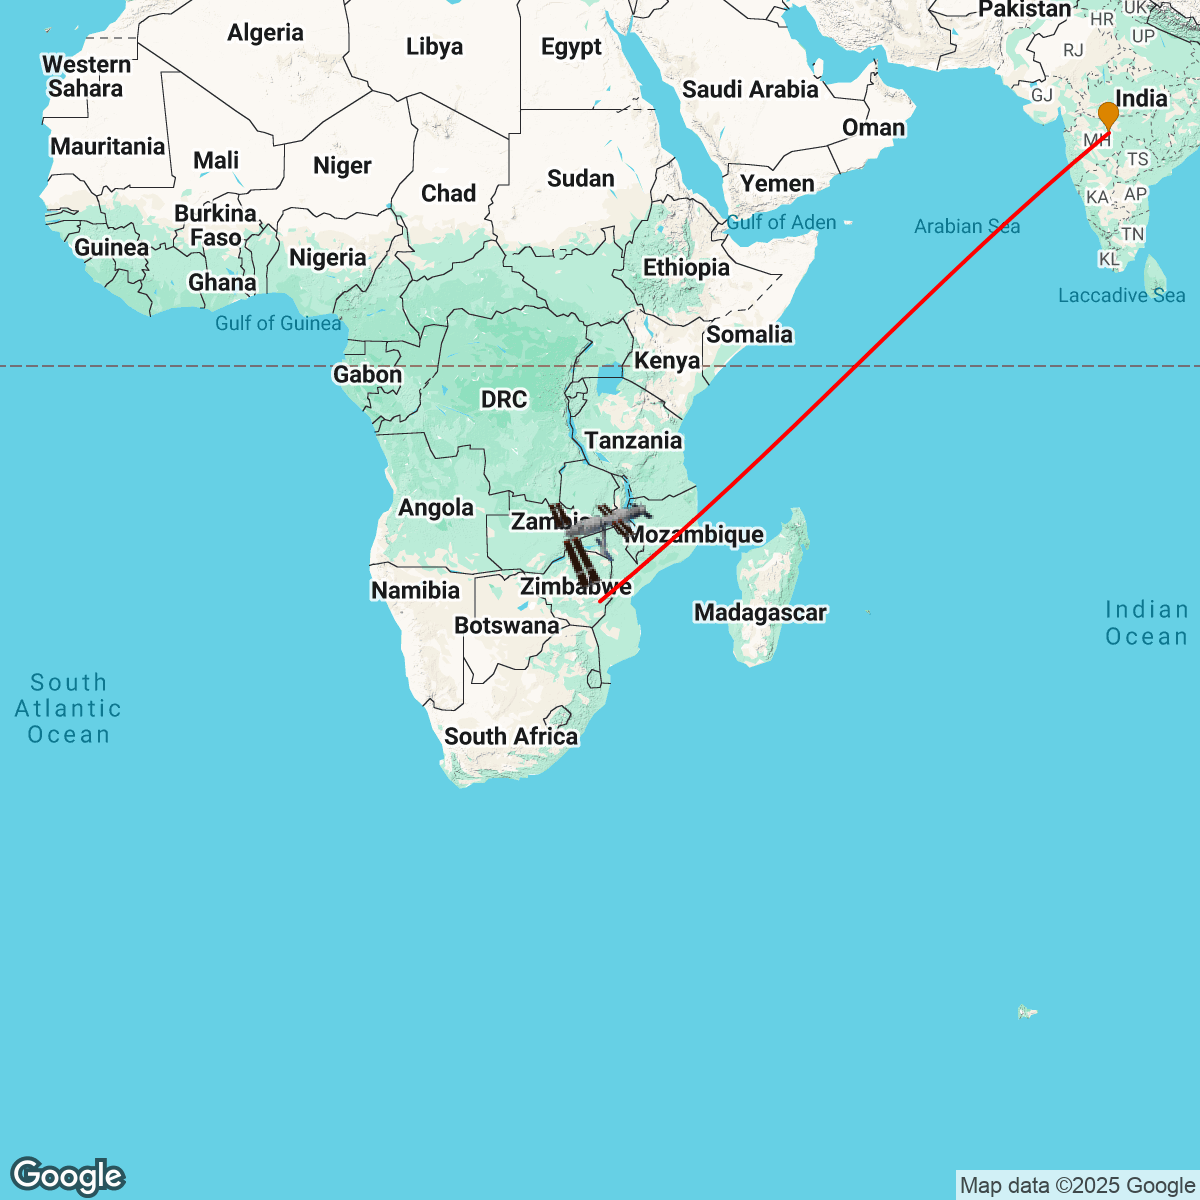 Pakistan
HR
UK
Algeria
Libya
Egypt
RJ
UP
Western
Sahara
Saudi Arabia
GJ
India
Oman
Mauritania
Mali
Niger
MH
TS
Chad
Sudan
Yemen
KA
AP
Burkina
Faso
Gulf of Aden
Arabian Sea
TN
Guinea
Nigeria
KL
Ghana
Ethiopia
Laccadive Sea
Gulf of Guinea
Somalia
Kenya
Gabon
DRC
Tanzania
Angola
Zambia
Mozambique
Zimbabwe
Namibia
Botswana
Madagascar
Indian
Ocean
South
Atlantic
Ocean
South Africa
Google
Map data ©2025 Google